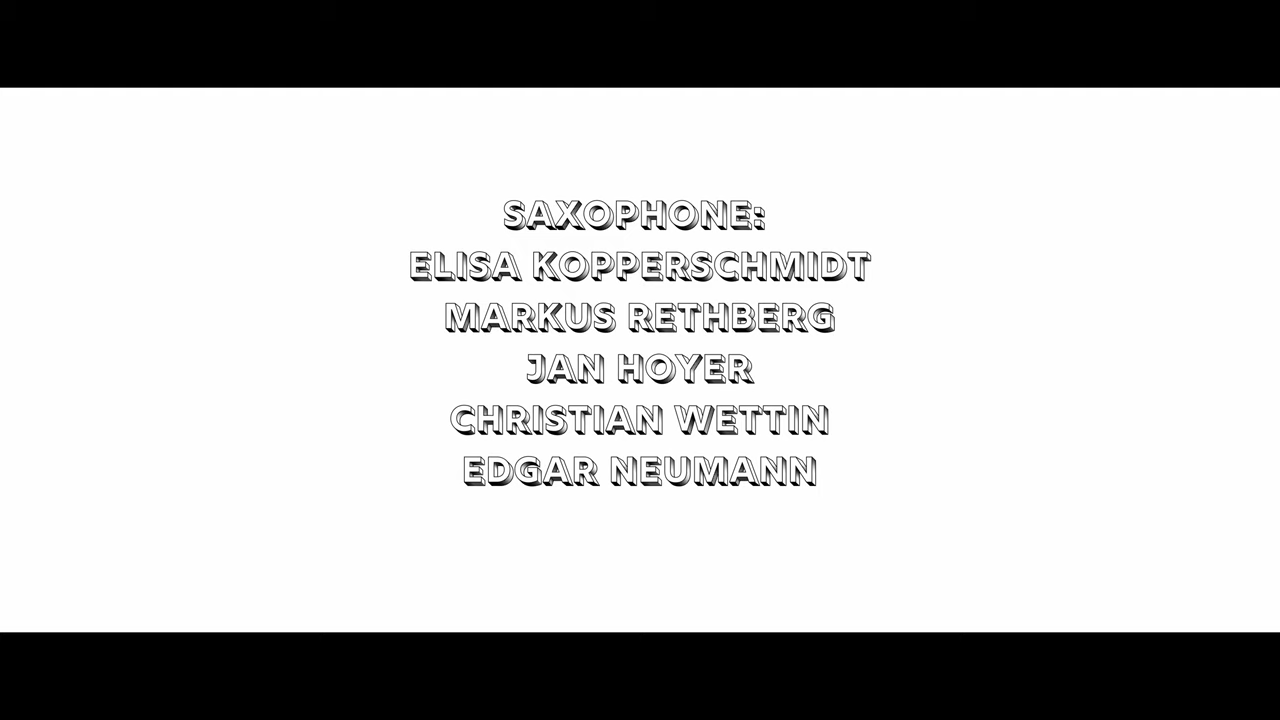 SAXOPHONE:
ELISA KOPPERSCHMIDT
MARKUS RETHBERG
JAN HOYER
CHRISTIAN WETTIN
EDGAR NEUMANN